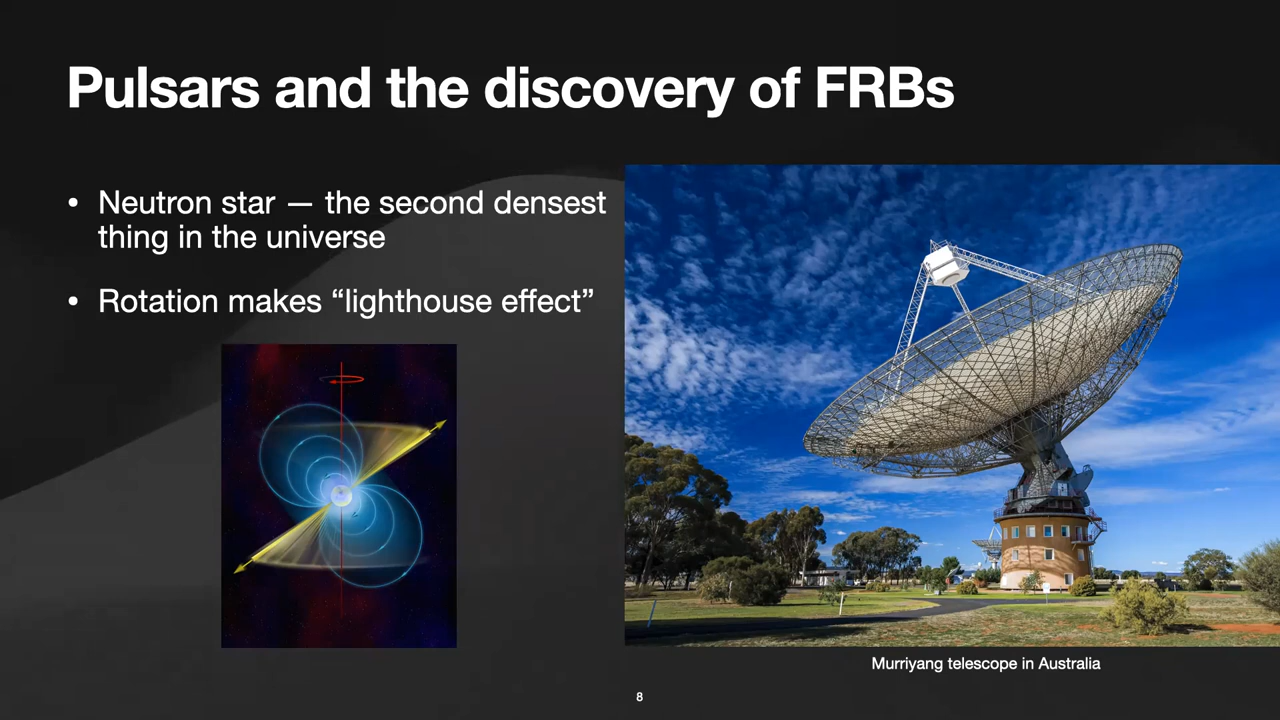 Pulsars and the discovery of FRBs
• Neutron star — the second densest
thing in the universe
• Rotation makes “lighthouse effect”
Murriyang telescope in Australia
8